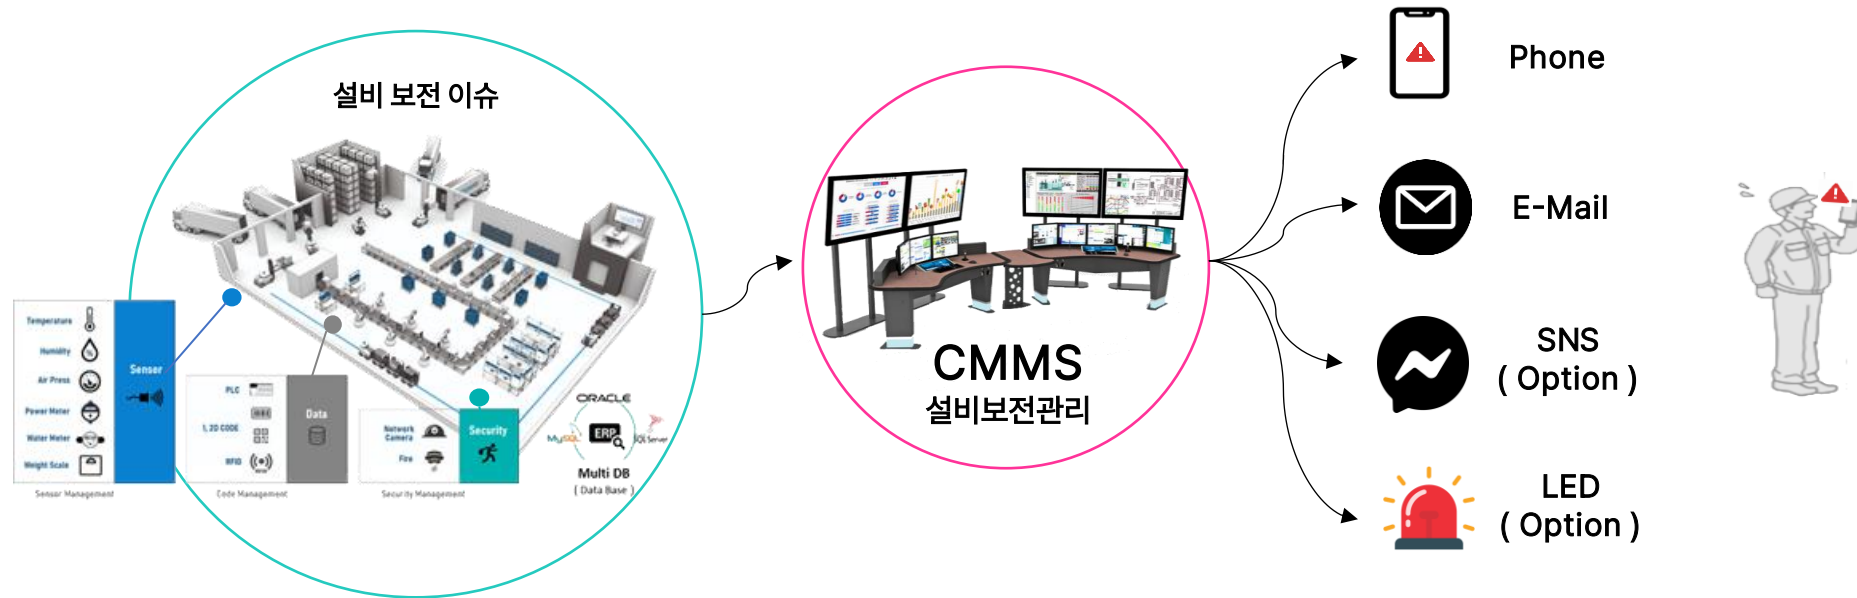 설비 보전 이슈
Temperature
Humidity
Air Press
Power Meter
Water Meter
Weight Scale
Sensor
Sensor Management
PLC
1, 2D CODE
RFID
Data
Code Management
Network
Camera
Fire
Security
Security Management
ORACLE
MySQL
ERP
SQL Server
Multi DB
( Data Base )
CMMS
설비보전관리
Phone
E-Mail
SNS
( Option )
LED
( Option )